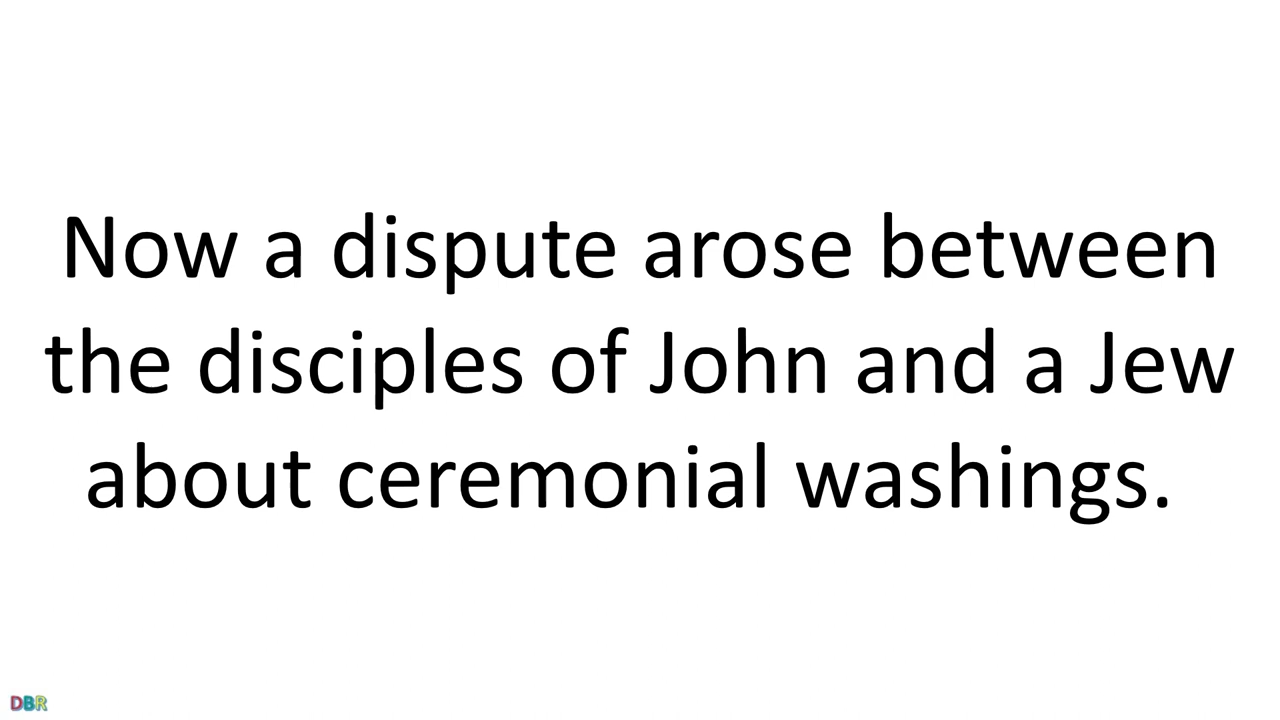 Now a dispute arose between
the disciples of John and a Jew
about ceremonial washings.
DBR